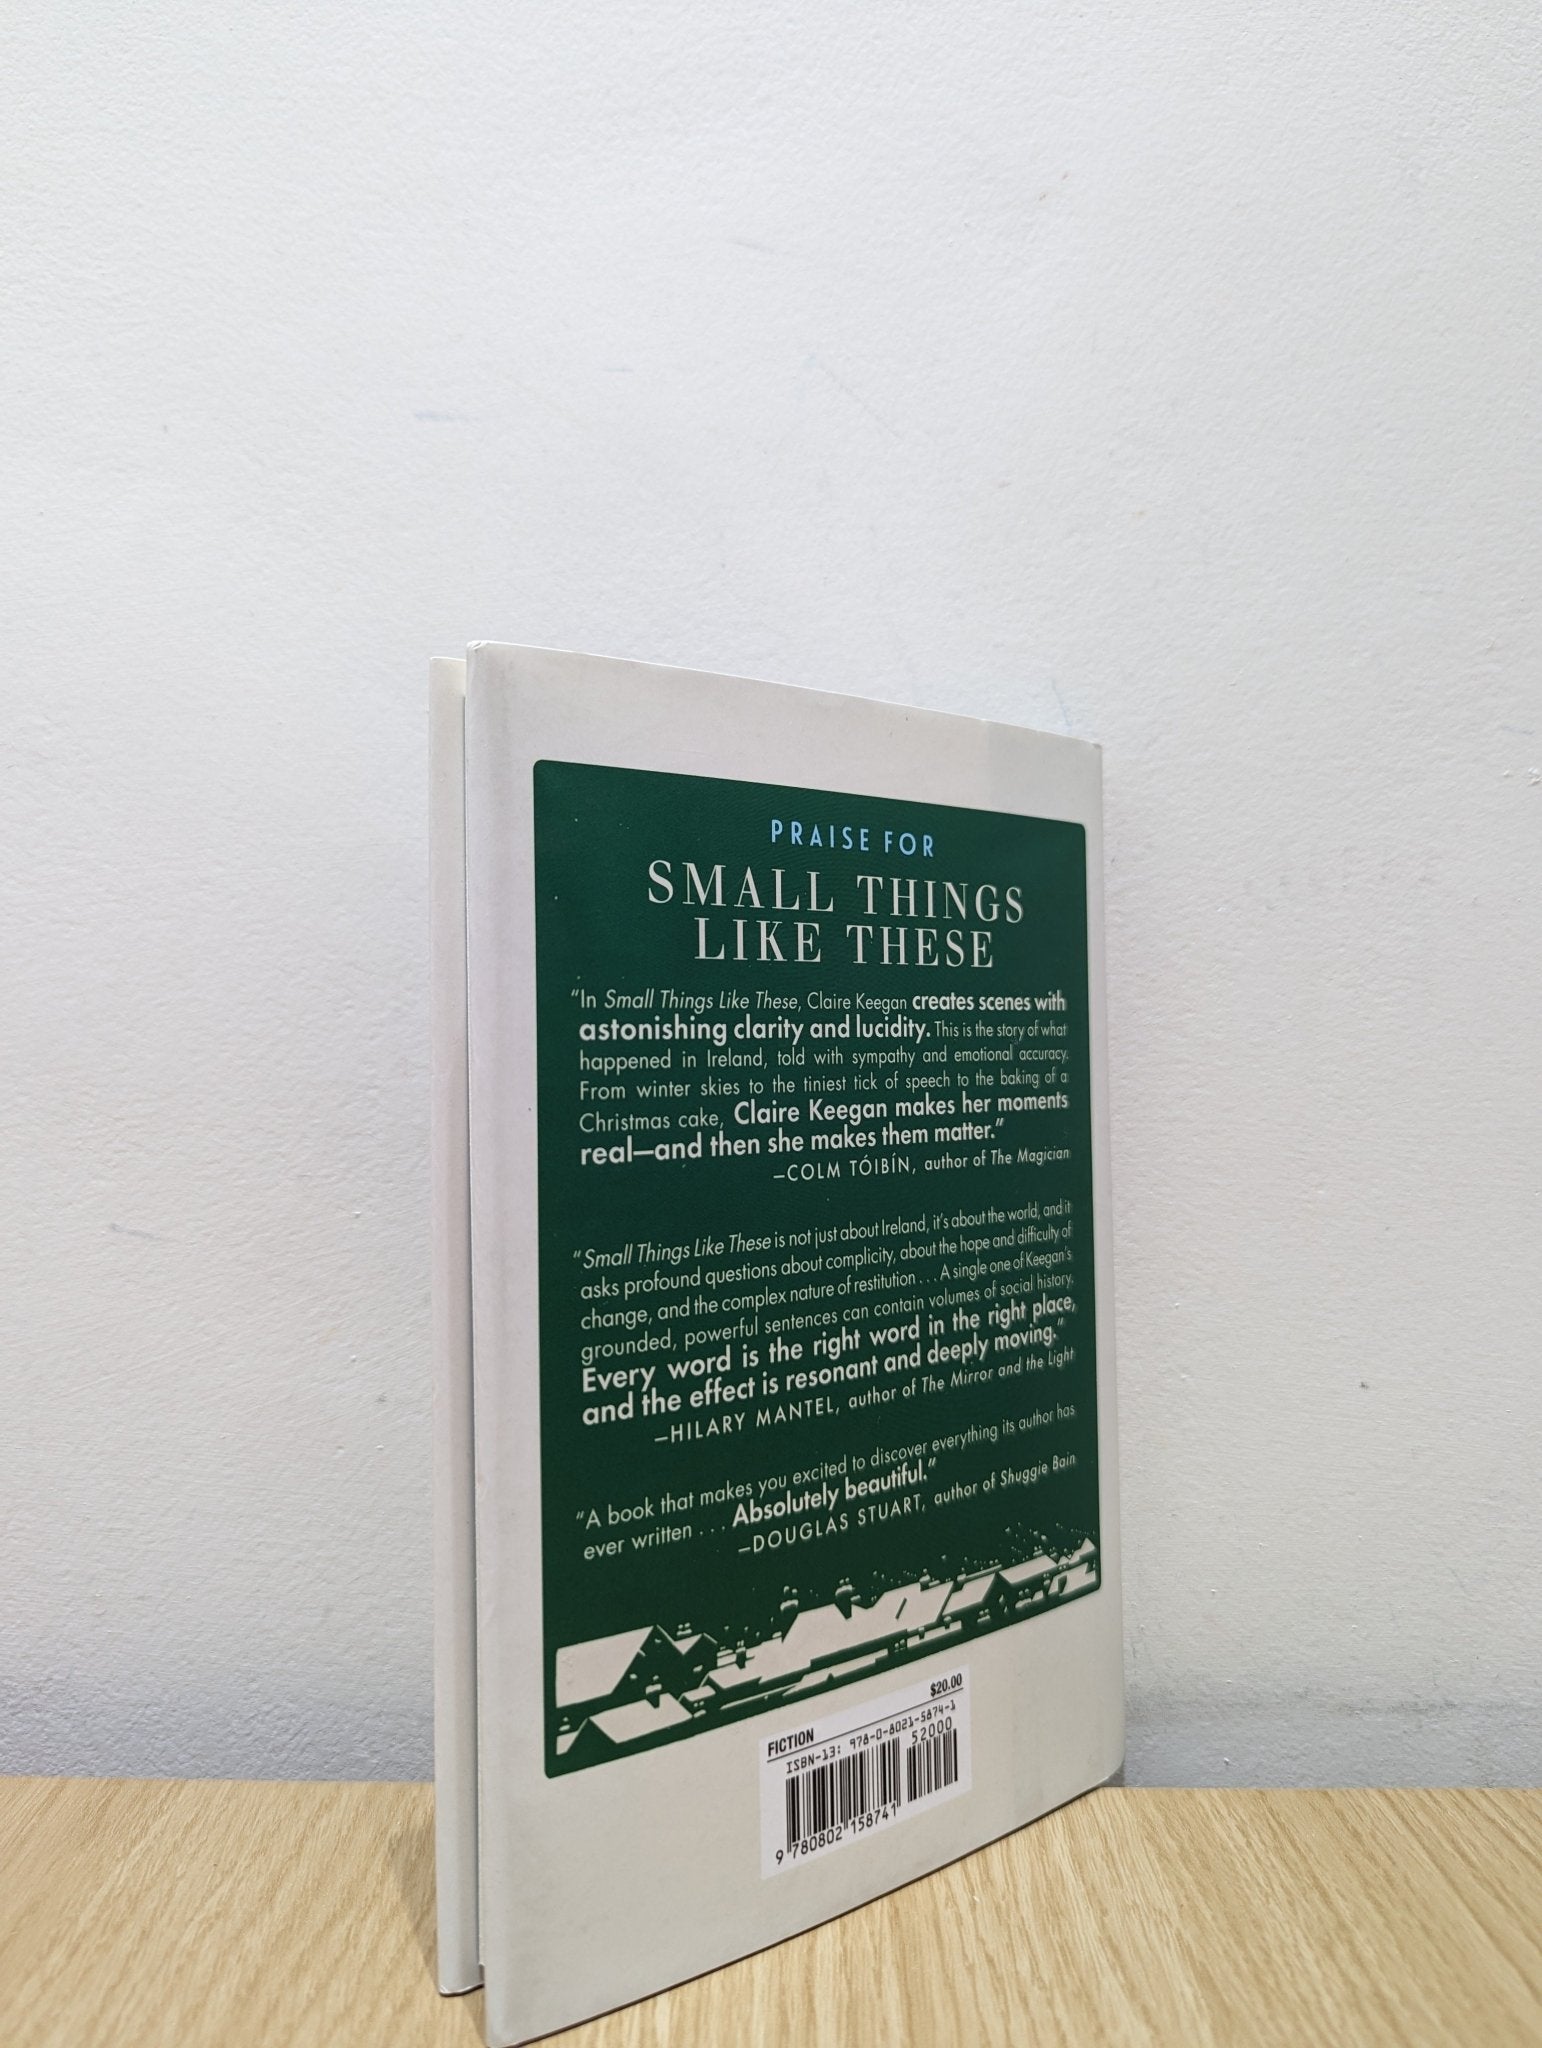 PRAISE FOR
SMALL THINGS
LIKE THESE
“In Small Things Like These, Claire Keegan creates scenes with
astonishing clarity and lucidity. This is the story of what
happened in Ireland, told with sympathy and emotional accuracy.
From winter skies to the tiniest tick of speech to the baking of a
Christmas cake, Claire Keegan makes her moments
real—and then she makes them matter.”
—COLM TÓIBÍN, author of The Magician
“Small Things Like These is not just about Ireland, it’s about the world, and it
asks profound questions about complicity, about the hope and difficulty of
change, and the complex nature of restitution . . . A single one of Keegan’s
grounded, powerful sentences can contain volumes of social history.
Every word is the right word in the right place,
and the effect is resonant and deeply moving.”
—HILARY MANTEL, author of The Mirror and the Light
“A book that makes you excited to discover everything its author has
ever written . . . Absolutely beautiful.”
—DOUGLAS STUART, author of Shuggie Bain
FICTION $20.00
ISBN-13: 978-0-8021-5874-1
52000
9 780802 158741